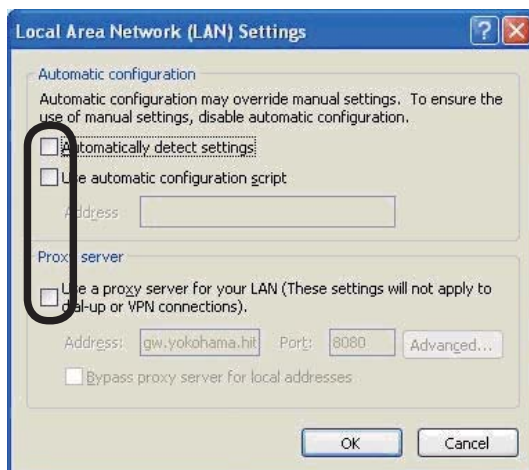 Local Area Network (LAN) Settings
Automatic configuration
Automatic configuration may override manual settings. To ensure the
use of manual settings, disable automatic configuration.
Automatically detect settings
Use automatic configuration script
Address
Proxy server
Use a proxy server for your LAN (These settings will not apply to
dial-up or VPN connections).
Address: gw.yokohama.hit Port: 8080 Advanced...
Bypass proxy server for local addresses
OK Cancel